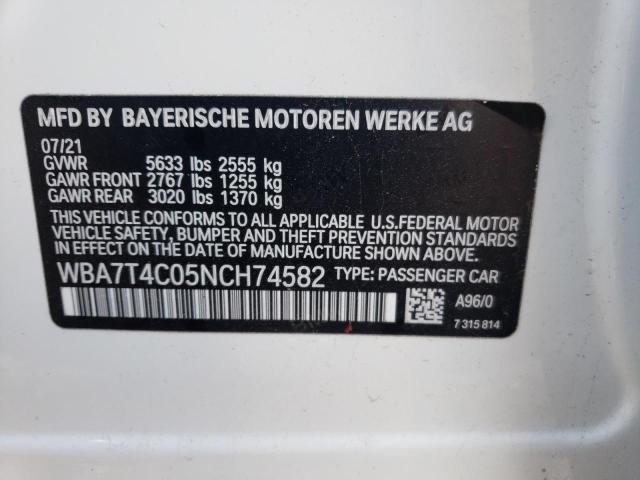 MFD BY BAYERISCHE MOTOREN WERKE AG
07/21
GVWR 5633 lbs 2555 kg
GAWR FRONT 2767 lbs 1255 kg
GAWR REAR 3020 lbs 1370 kg
THIS VEHICLE CONFORMS TO ALL APPLICABLE U.S.FEDERAL MOTOR
VEHICLE SAFETY, BUMPER AND THEFT PREVENTION STANDARDS
IN EFFECT ON THE DATE OF MANUFACTURE SHOWN ABOVE.
WBA7T4C05NCH74582 TYPE: PASSENGER CAR
A96/0
7 315 814